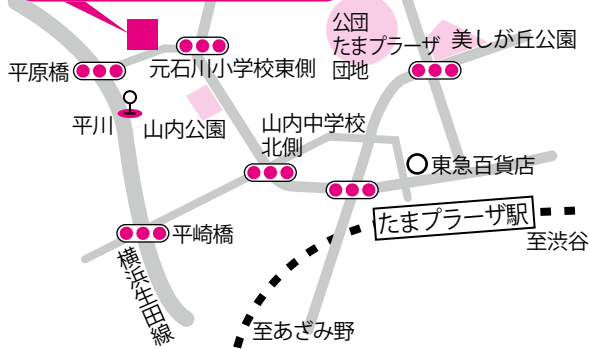 公団
たまプラーザ
団地
美しが丘公園
平原橋
元石川小学校東側
平川
山内公園
山内中学校
北側
東急百貨店
たまプラーザ駅
至渋谷
平崎橋
横浜生田線
至あざみ野